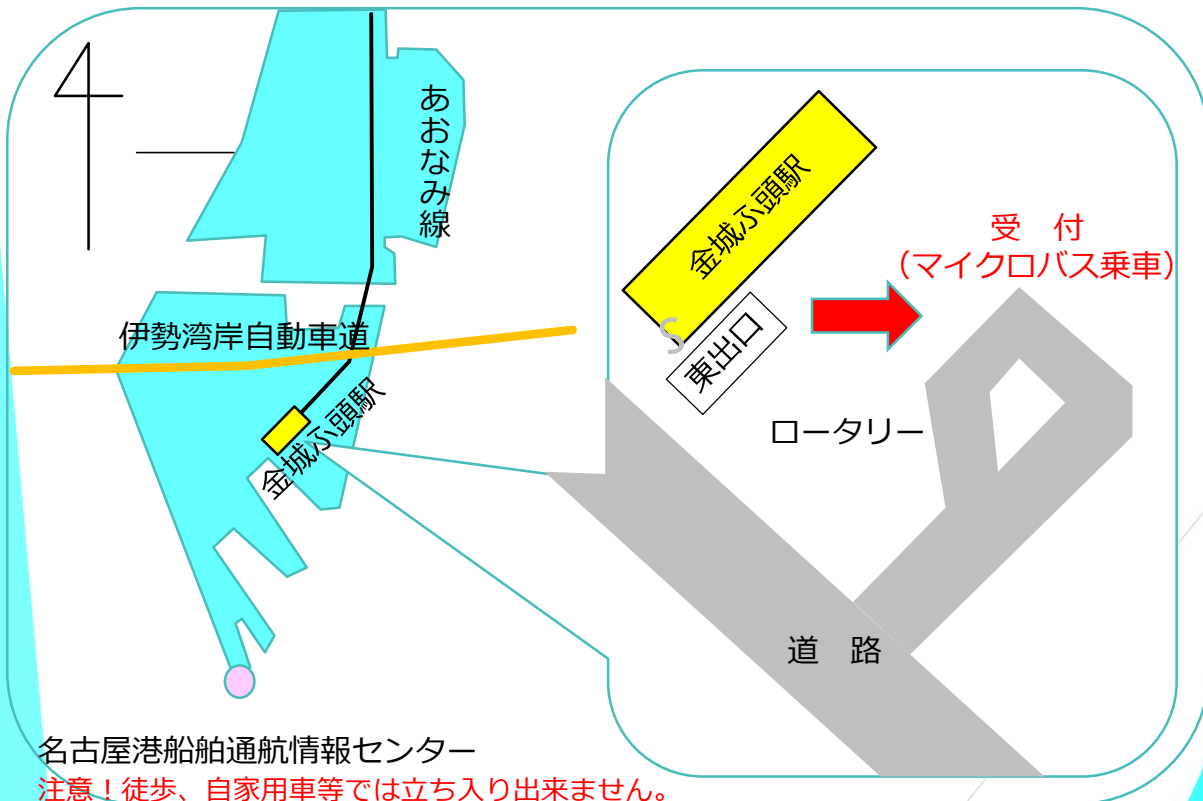 あおなみ線
伊勢湾岸自動車道
金城ふ頭駅
金城ふ頭駅
東出口
受　付
（マイクロバス乗車）
ロータリー
道　路
名古屋港船舶通航情報センター
注意！徒歩、自家用車等では立ち入り出来ません。